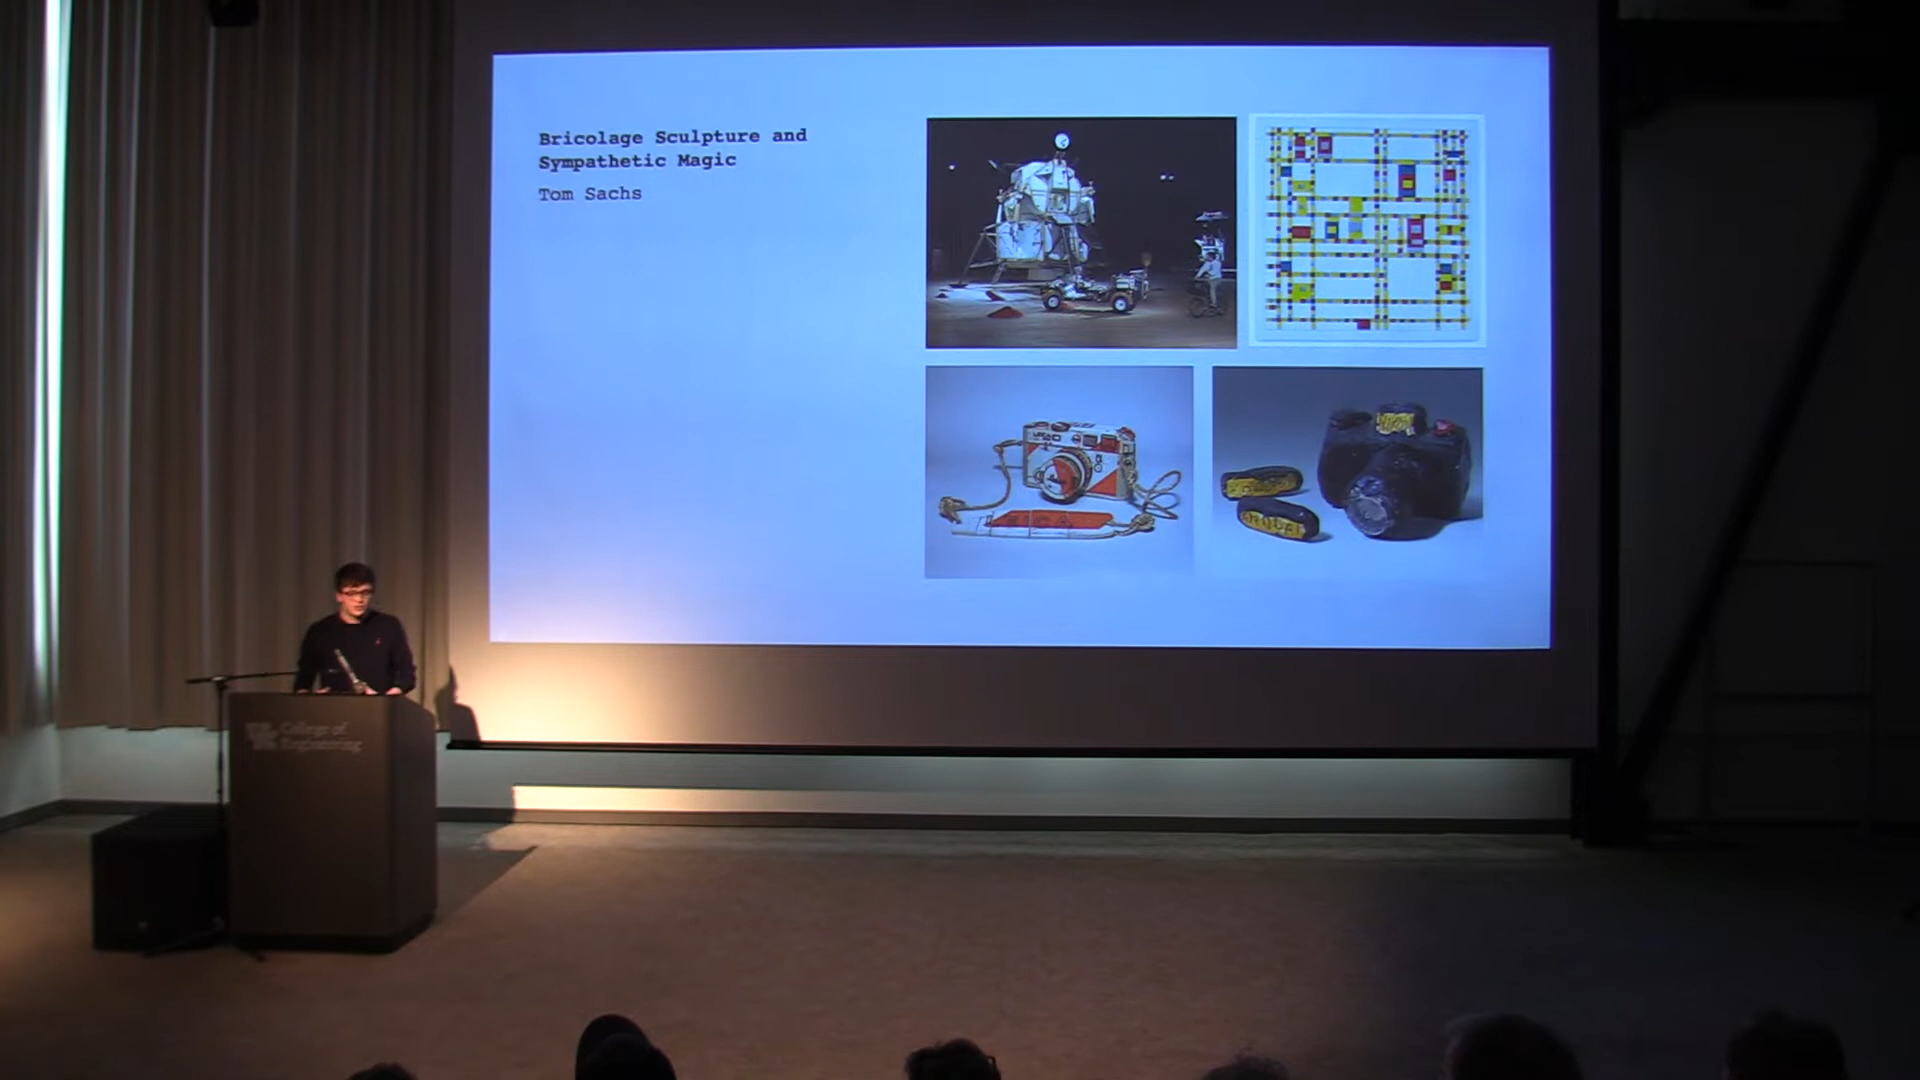 Bricolage Sculpture and
Sympathetic Magic
Tom Sachs
College of
Engineering